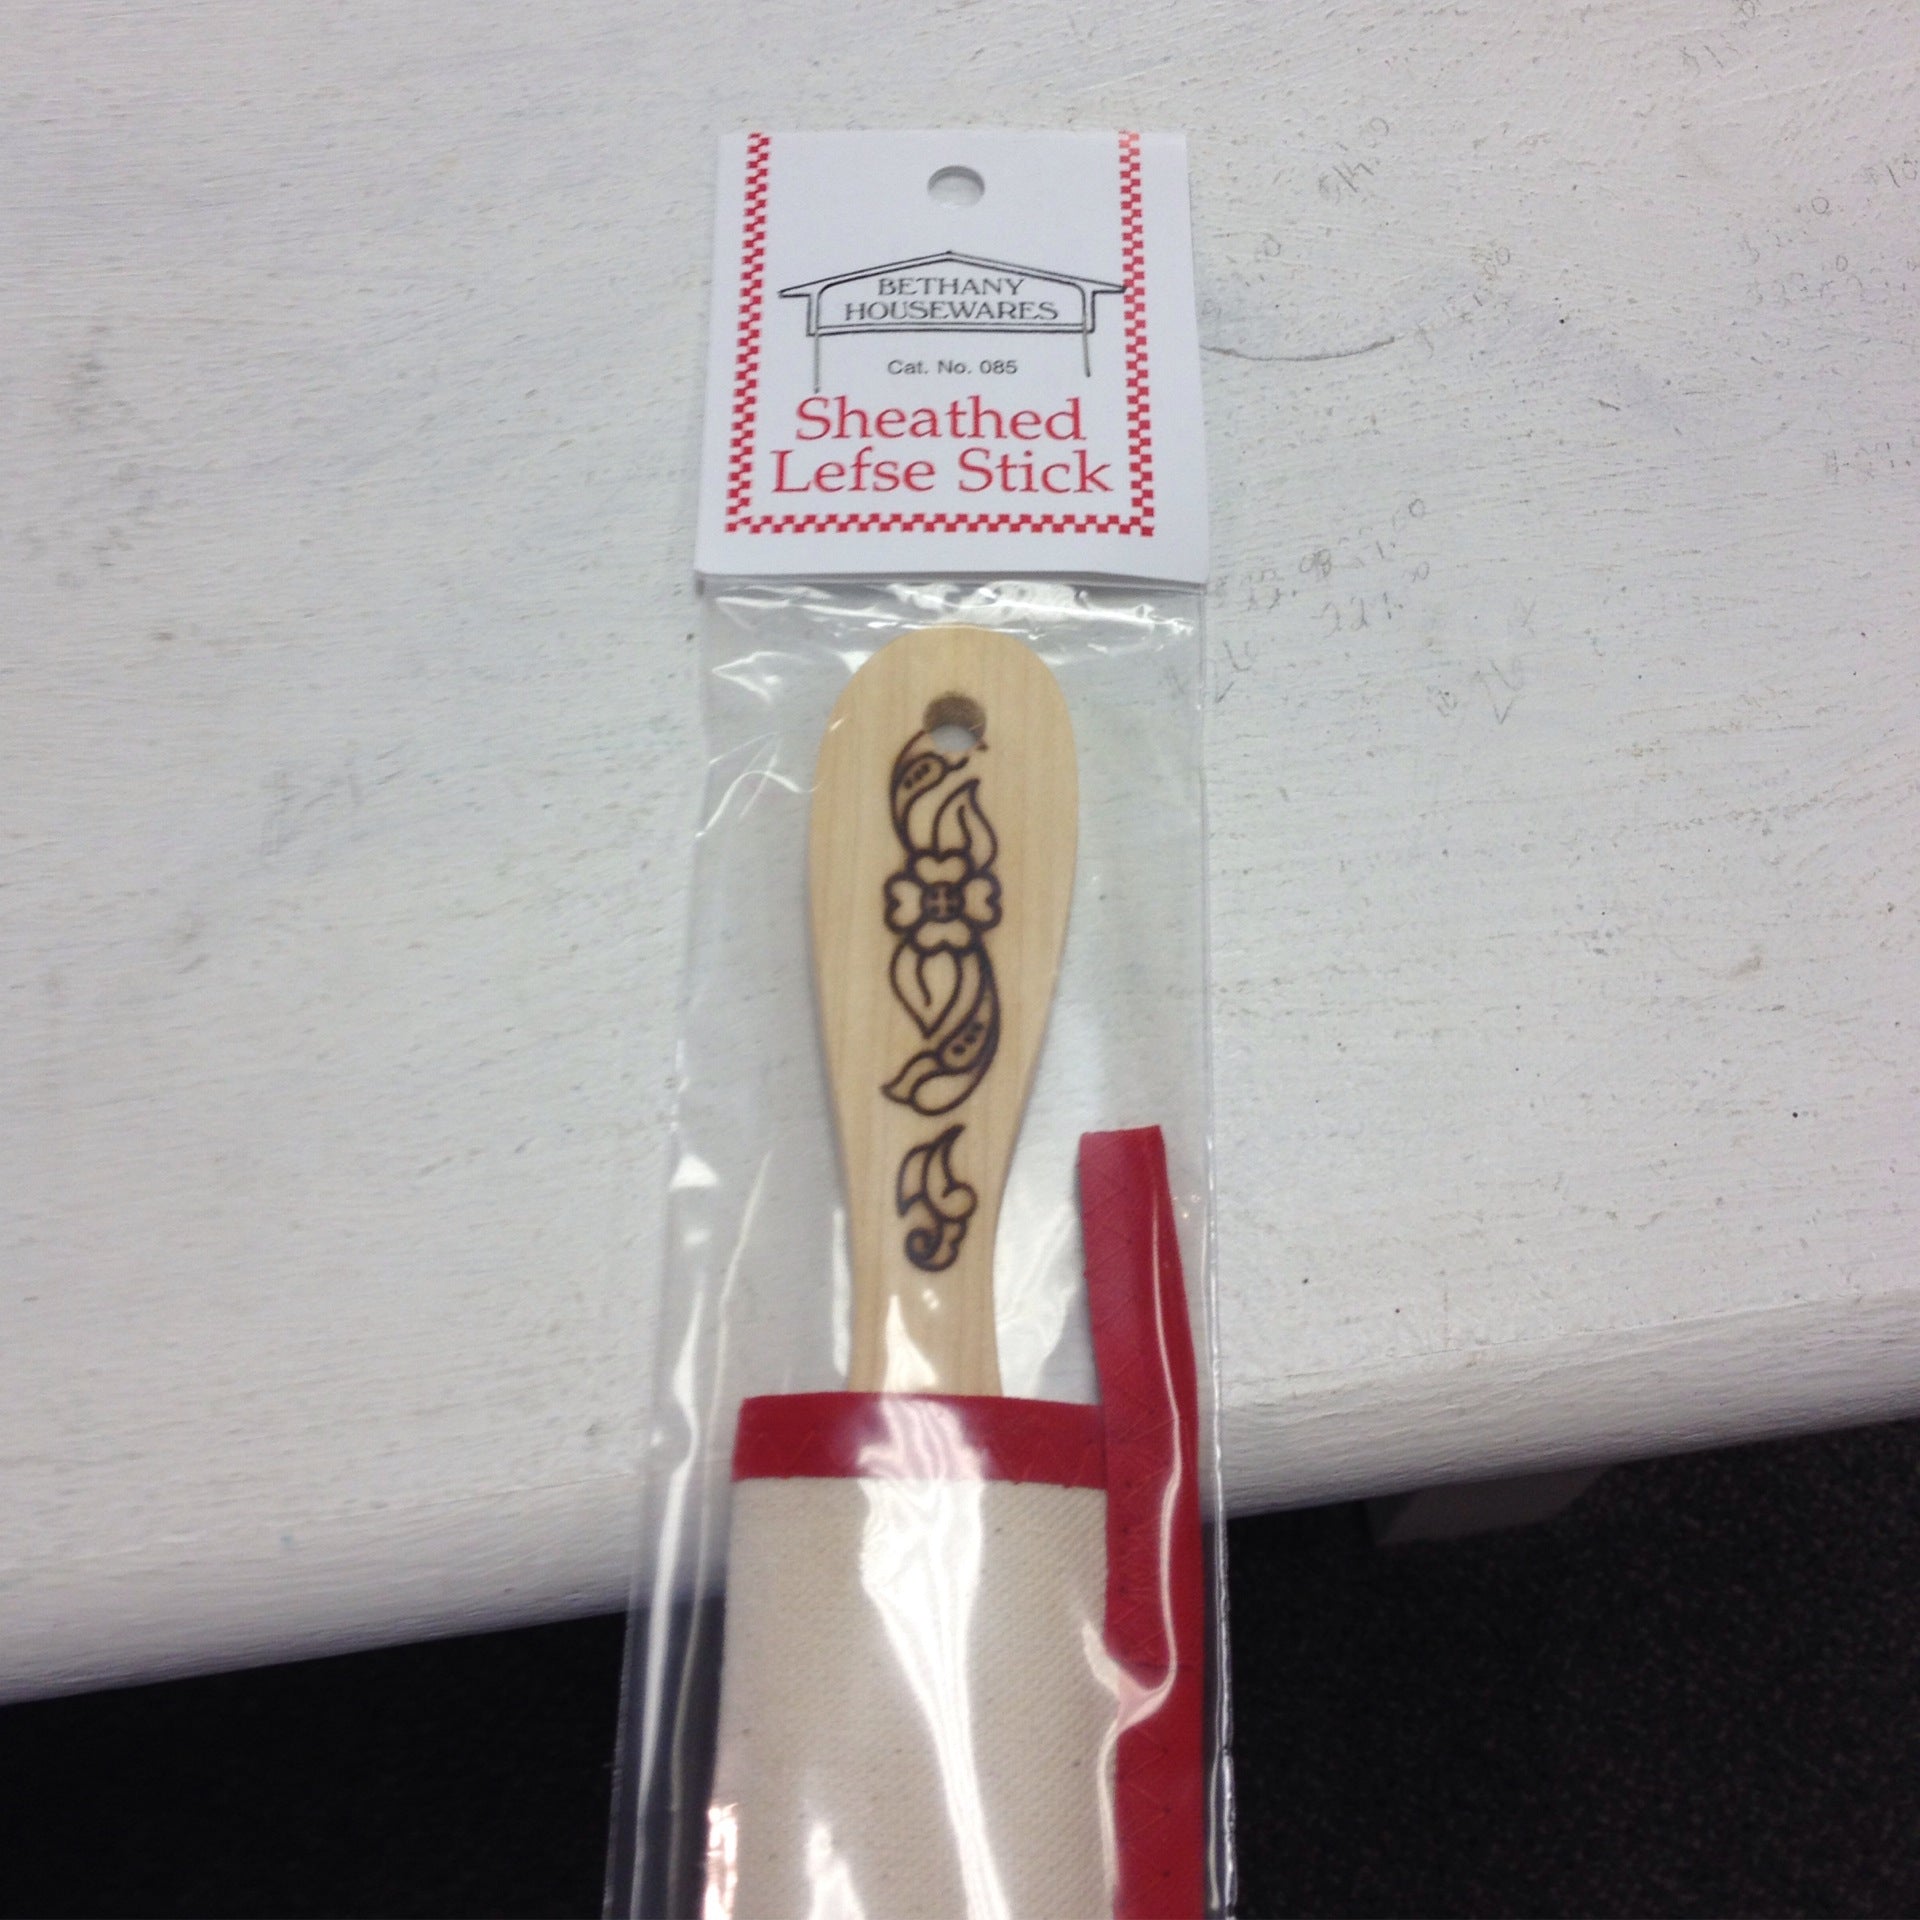 BETHANY
HOUSEWARES
Cat. No. 085
Sheathed
Lefse Stick